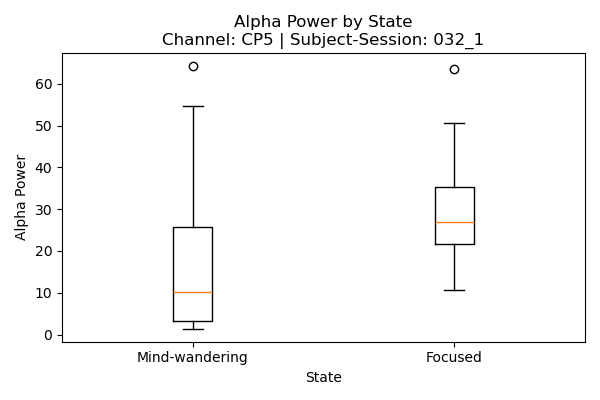 Alpha Power by State
Channel: CP5 | Subject-Session: 032_1
Alpha Power
60
50
40
30
20
10
0
Mind-wandering
Focused
State